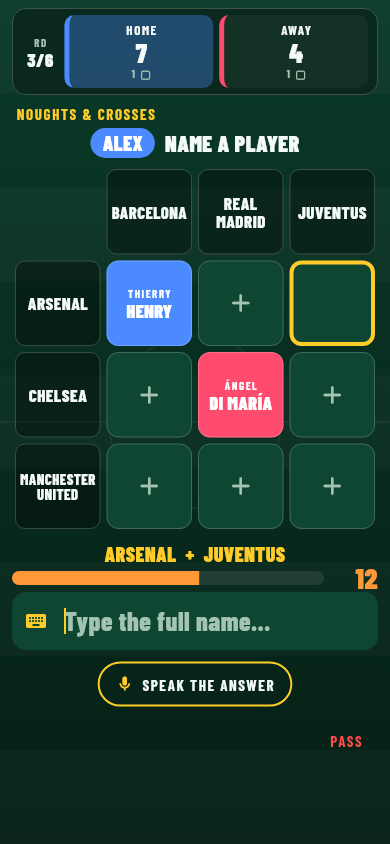 RD
3/6
HOME
7
1
AWAY
4
1
NOUGHTS & CROSSES
ALEX NAME A PLAYER
BARCELONA
REAL
MADRID
JUVENTUS
ARSENAL
THIERRY
HENRY
+
CHELSEA
+
ÁNGEL
DI MARÍA
+
MANCHESTER
UNITED
+
+
+
ARSENAL + JUVENTUS
12
Type the full name...
SPEAK THE ANSWER
PASS